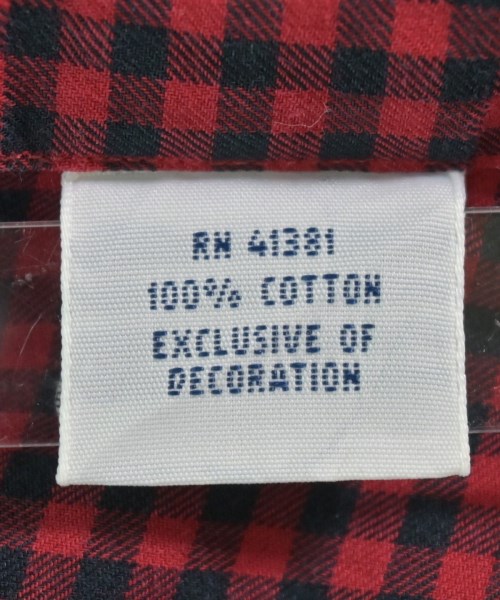 RN 41381
100% COTTON
EXCLUSIVE OF
DECORATION